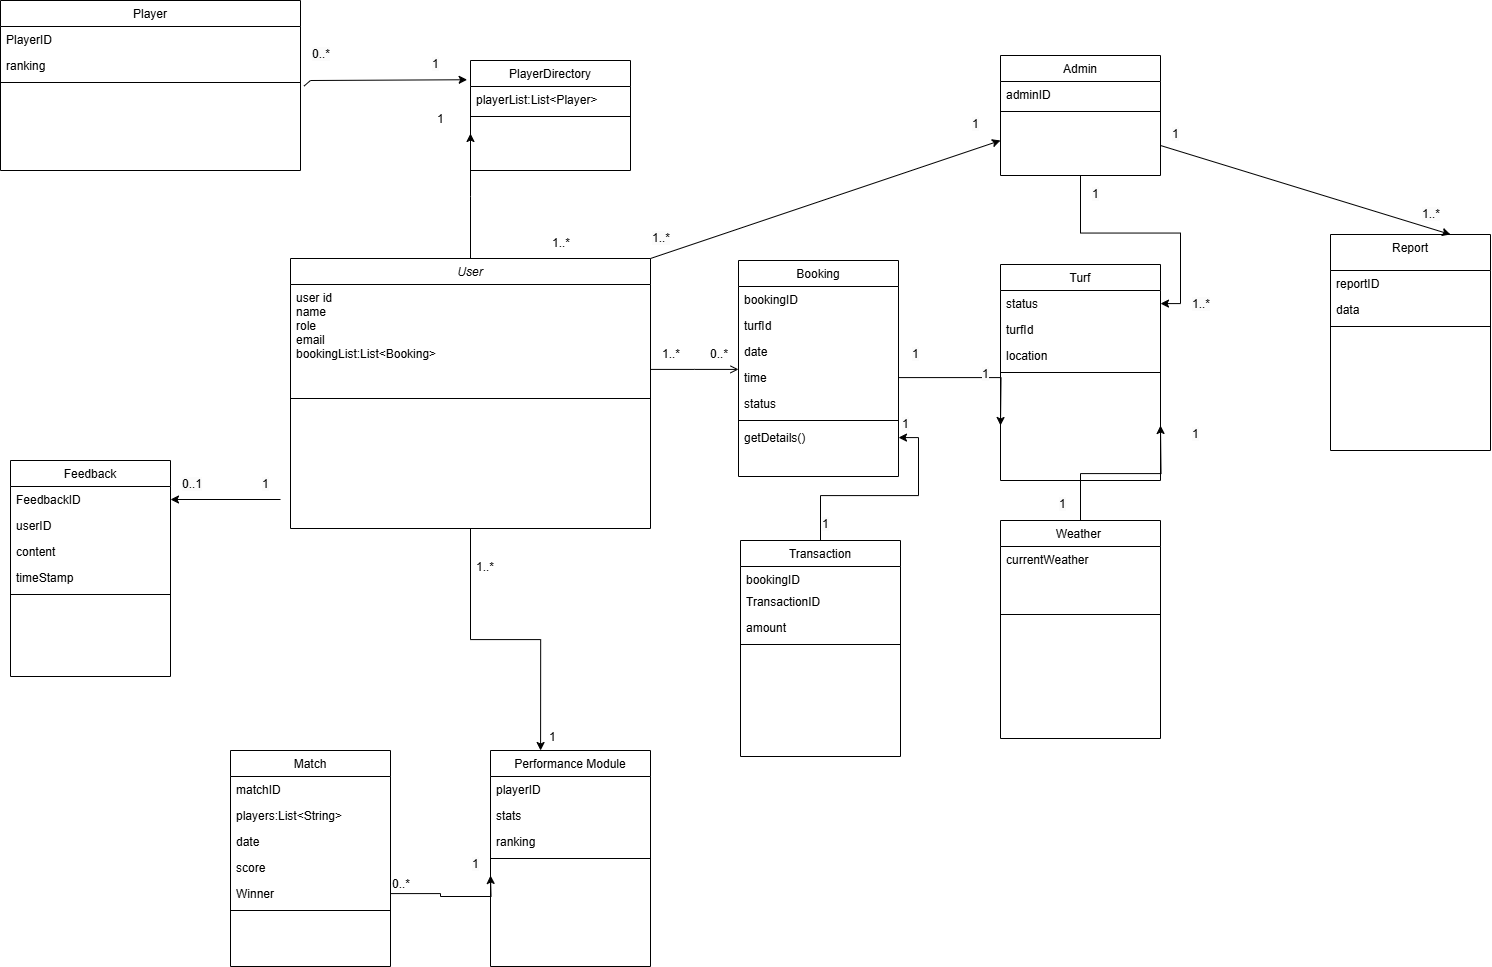 Player
PlayerID
ranking
0..*
1
PlayerDirectory
playerList:List<Player>
1
Admin
adminID
1
1
1
1..*
Report
reportID
data
1..*
1..*
User
user id
name
role
email
bookingList:List<Booking>
1..*
0..*
Booking
bookingID
turfId
date
time
status
getDetails()
1
1
Turf
status
turfId
location
1..*
1
1
Feedback
FeedbackID
userID
content
timeStamp
0..1
1
1
Transaction
bookingID
TransactionID
amount
1
Weather
currentWeather
1..*
1
Match
matchID
players:List<String>
date
score
Winner
0..*
1
Performance Module
playerID
stats
ranking